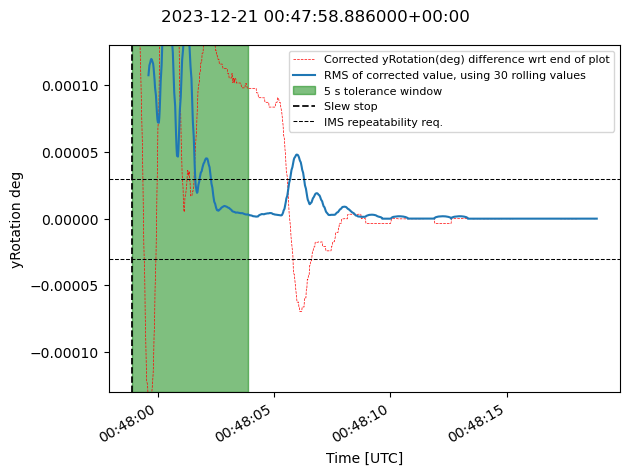 2023-12-21 00:47:58.886000+00:00
Corrected yRotation(deg) difference wrt end of plot
RMS of corrected value, using 30 rolling values
5 s tolerance window
Slew stop
IMS repeatability req.
0.00010
0.00005
0.00000
−0.00005
−0.00010
yRotation deg
00:48:00
00:48:05
00:48:10
00:48:15
Time [UTC]